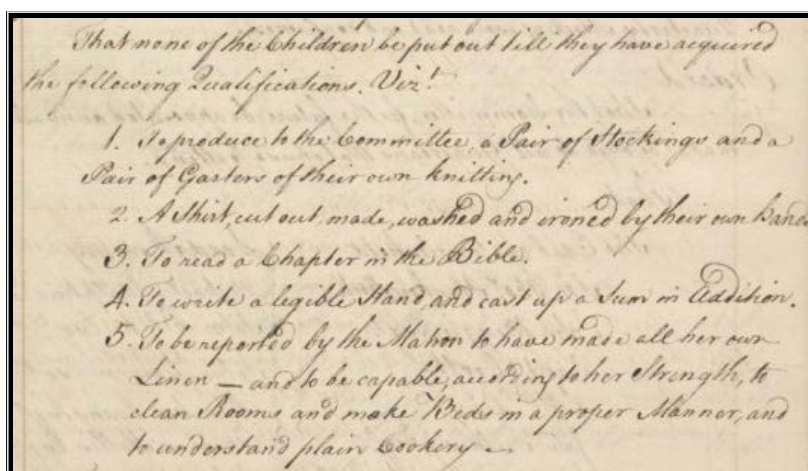 That none of the Children be put out till they have acquired
the following Qualifications. Vizt
1. To produce to the Committee, a Pair of Stockings and a
Pair of Garters of their own knitting.
2. A Shirt, cut out, made, washed and ironed by their own hands
3. To read a Chapter in the Bible.
4. To write a legible Hand, and cast up a Sum in Addition.
5. To be reported by the Matron to have made all her own
Linen — and to be capable, according to her Strength, to
clean Rooms and make Beds in a proper Manner, and
to understand plain Cookery —